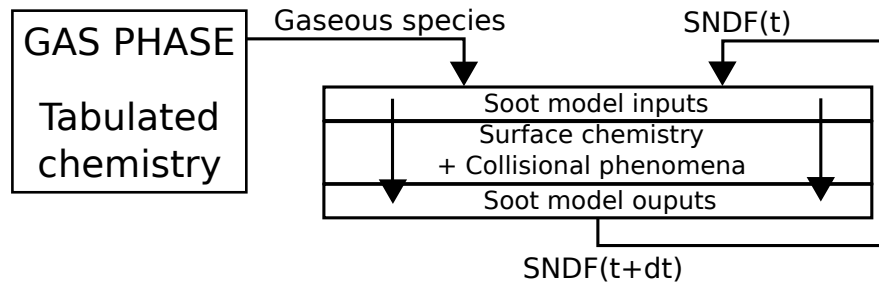 GAS PHASE
Tabulated
chemistry
Gaseous species
SNDF(t)
Soot model inputs
Surface chemistry
+ Collisional phenomena
Soot model ouputs
SNDF(t+dt)